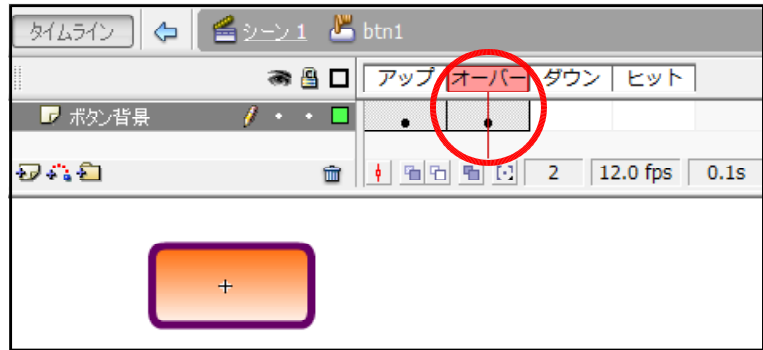 タイムライン シーン 1 btn1
アップ オーバー ダウン ヒット
ボタン背景
2 12.0 fps 0.1s